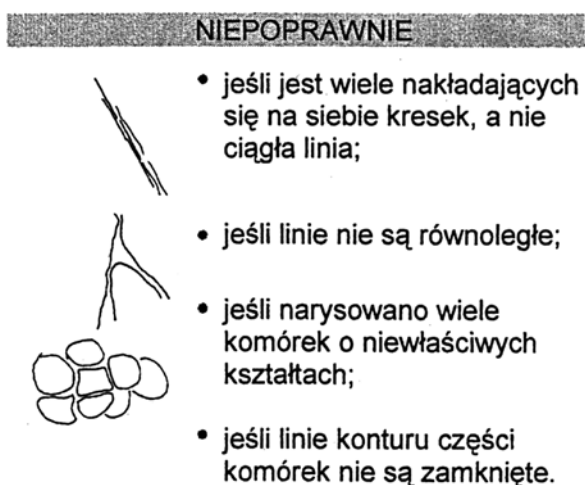 NIEPOPRAWNIE
• jeśli jest wiele nakładających
się na siebie kresek, a nie
ciągła linia;
• jeśli linie nie są równoległe;
• jeśli narysowano wiele
komórek o niewłaściwych
kształtach;
• jeśli linie konturu części
komórek nie są zamknięte.